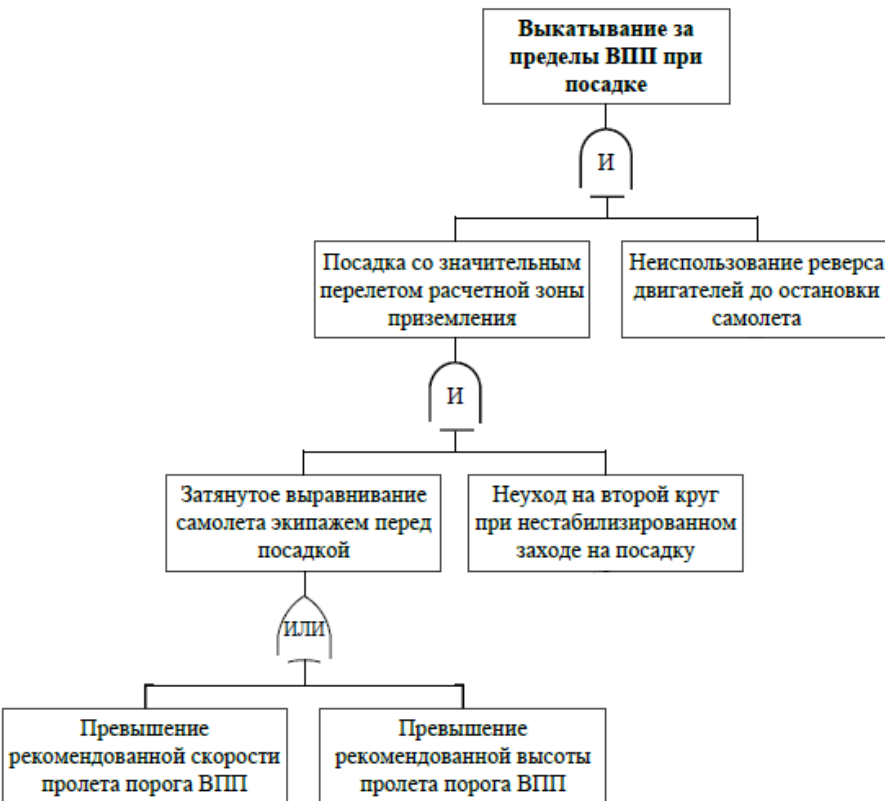 Выкатывание за
пределы ВПП при
посадке
И
Посадка со значительным
перелетом расчетной зоны
приземления
Неиспользование реверса
двигателей до остановки
самолета
И
Затянутое выравнивание
самолета экипажем перед
посадкой
Неуход на второй круг
при нестабилизированном
заходе на посадку
ИЛИ
Превышение
рекомендованной скорости
пролета порога ВПП
Превышение
рекомендованной высоты
пролета порога ВПП